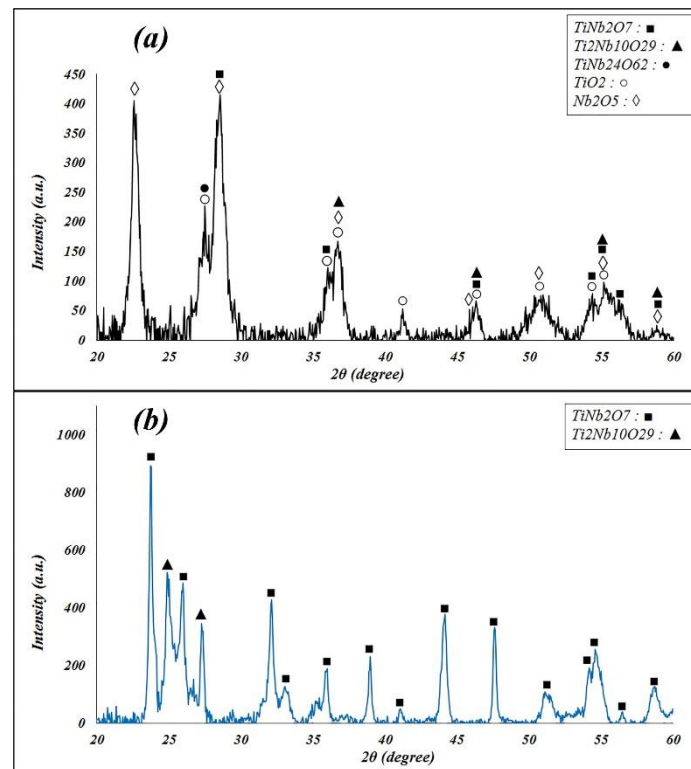 (a)
TiNb2O7 : ■
Ti2Nb10O29 : ▲
TiNb24O62 : ●
TiO2 : ○
Nb2O5 : ◊
Intensity (a.u.)
450
400
350
300
250
200
150
100
50
0
20 25 30 35 40 45 50 55 60
2θ (degree)
(b)
TiNb2O7 : ■
Ti2Nb10O29 : ▲
Intensity (a.u.)
1000
800
600
400
200
0
20 25 30 35 40 45 50 55 60
2θ (degree)